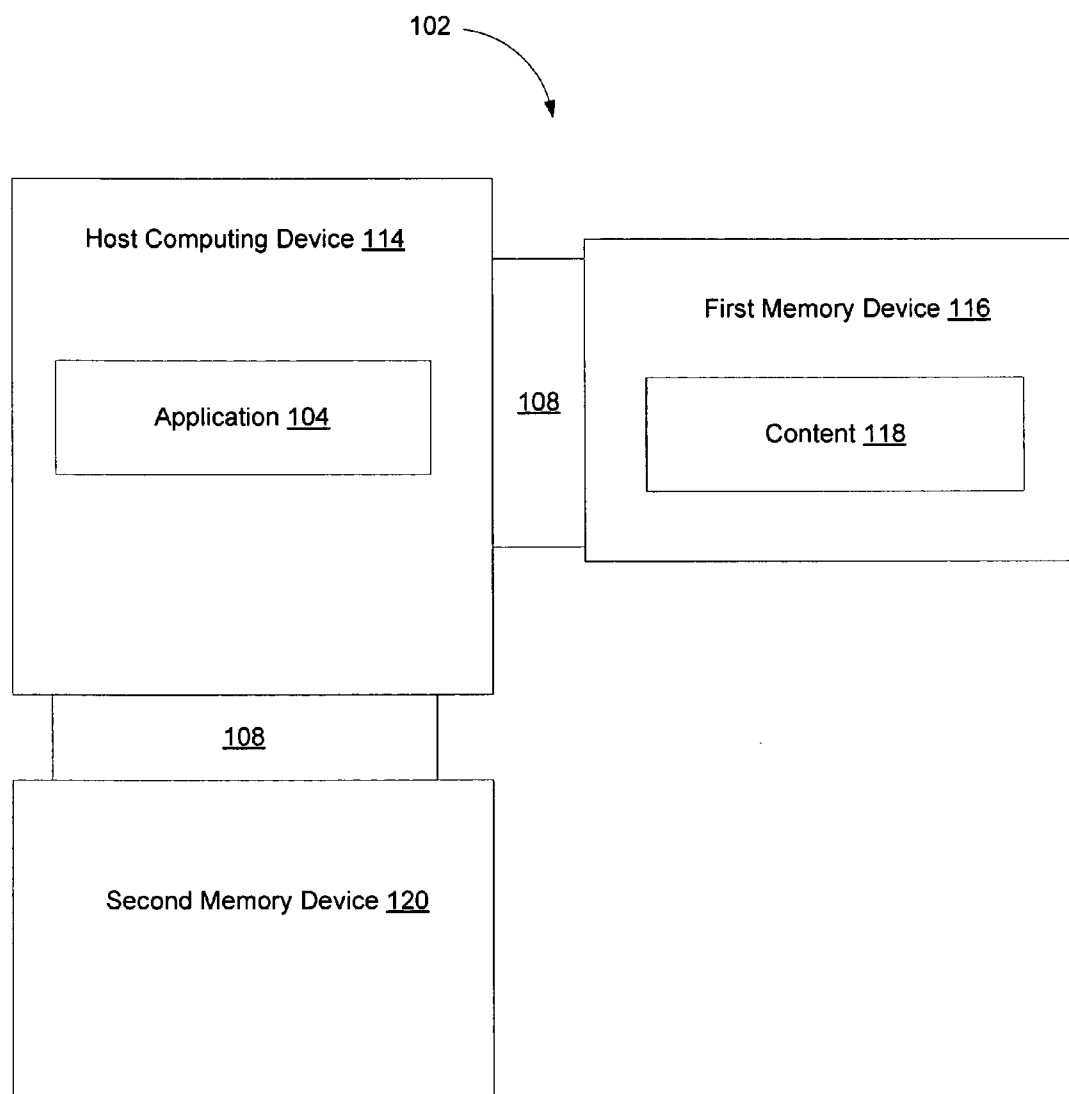 102
Host Computing Device 114
First Memory Device 116
Application 104
108
Content 118
108
Second Memory Device 120